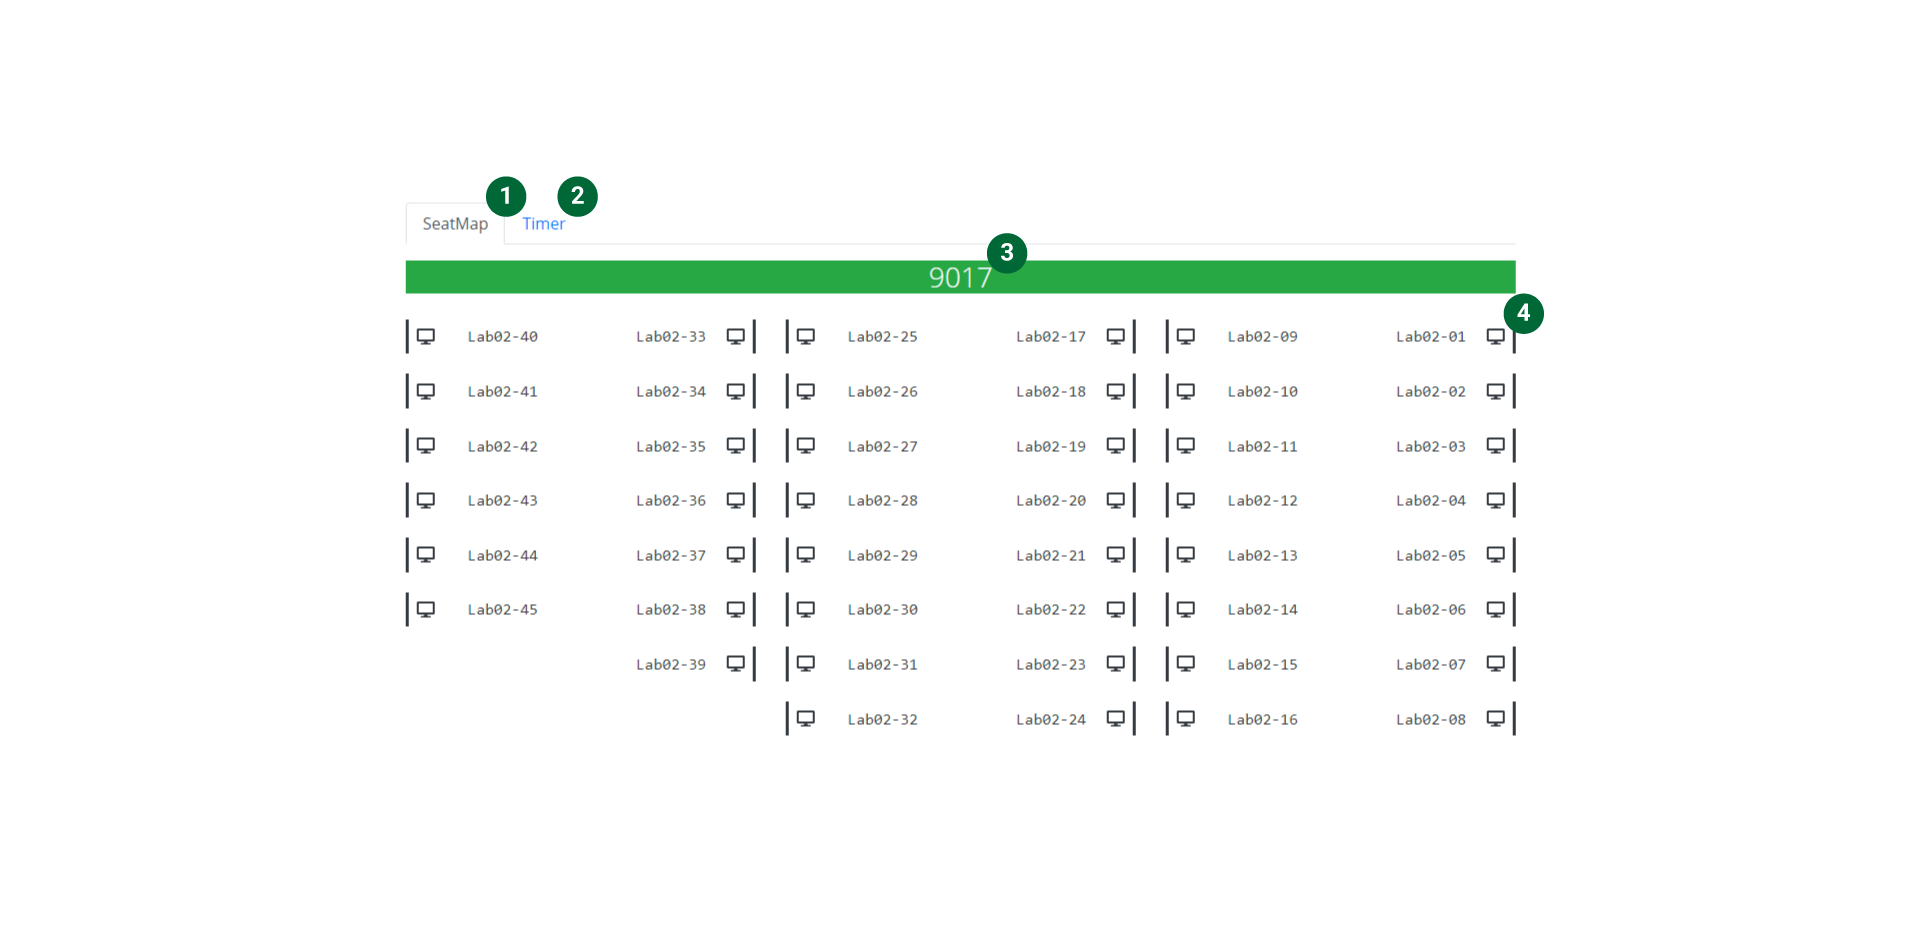 1 2
SeatMap Timer
3
9017
4
Lab02-40 Lab02-33 Lab02-25 Lab02-17 Lab02-09 Lab02-01
Lab02-41 Lab02-34 Lab02-26 Lab02-18 Lab02-10 Lab02-02
Lab02-42 Lab02-35 Lab02-27 Lab02-19 Lab02-11 Lab02-03
Lab02-43 Lab02-36 Lab02-28 Lab02-20 Lab02-12 Lab02-04
Lab02-44 Lab02-37 Lab02-29 Lab02-21 Lab02-13 Lab02-05
Lab02-45 Lab02-38 Lab02-30 Lab02-22 Lab02-14 Lab02-06
Lab02-39 Lab02-31 Lab02-23 Lab02-15 Lab02-07
Lab02-32 Lab02-24 Lab02-16 Lab02-08